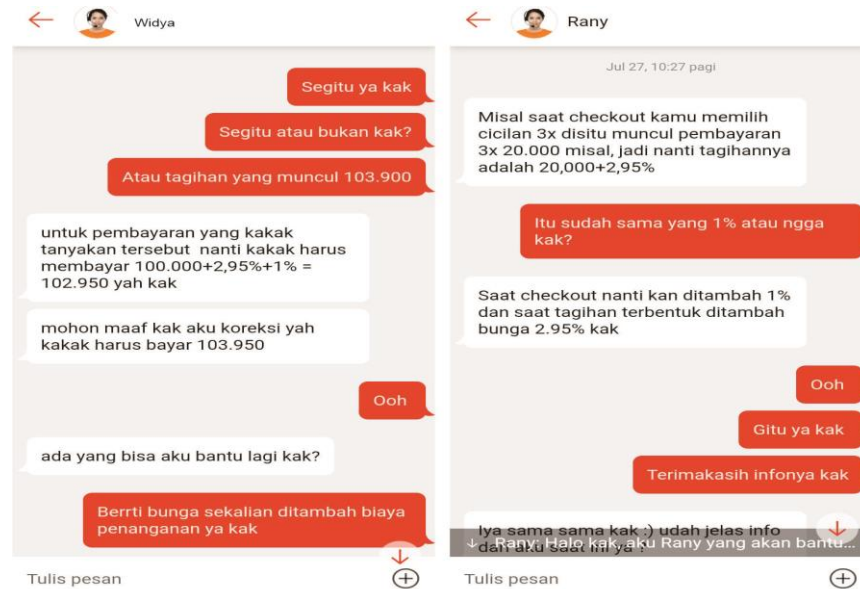 Widya
Segitu ya kak
Segitu atau bukan kak?
Atau tagihan yang muncul 103.900
untuk pembayaran yang kakak
tanyakan tersebut nanti kakak harus
membayar 100.000+2,95%+1% =
102.950 yah kak
mohon maaf kak aku koreksi yah
kakak harus bayar 103.950
Ooh
ada yang bisa aku bantu lagi kak?
Berrti bunga sekalian ditambah biaya
penanganan ya kak
Tulis pesan
Rany
Jul 27, 10:27 pagi
Misal saat checkout kamu memilih
cicilan 3x disitu muncul pembayaran
3x 20.000 misal, jadi nanti tagihannya
adalah 20,000+2,95%
Itu sudah sama yang 1% atau ngga
kak?
Saat checkout nanti kan ditambah 1%
dan saat tagihan terbentuk ditambah
bunga 2.95% kak
Ooh
Gitu ya kak
Terimakasih infonya kak
Iya sama sama kak :) udah jelas info
dari aku saat ini ya ?
Rany: Halo kak, aku Rany yang akan bantu...
Tulis pesan